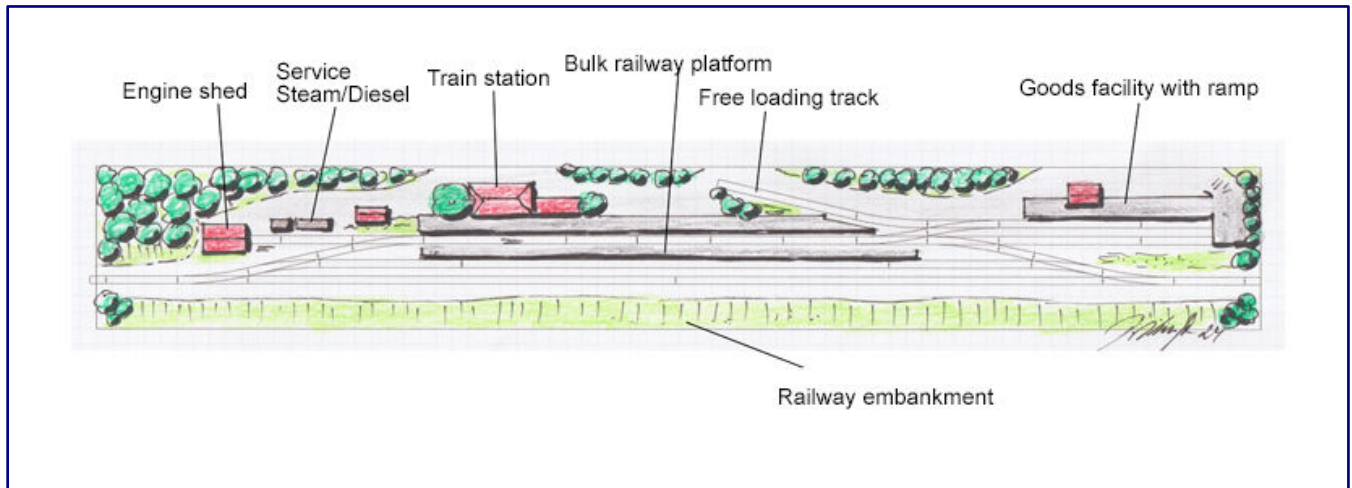 Engine shed
Service
Steam/Diesel
Train station
Bulk railway platform
Free loading track
Goods facility with ramp
Railway embankment
24